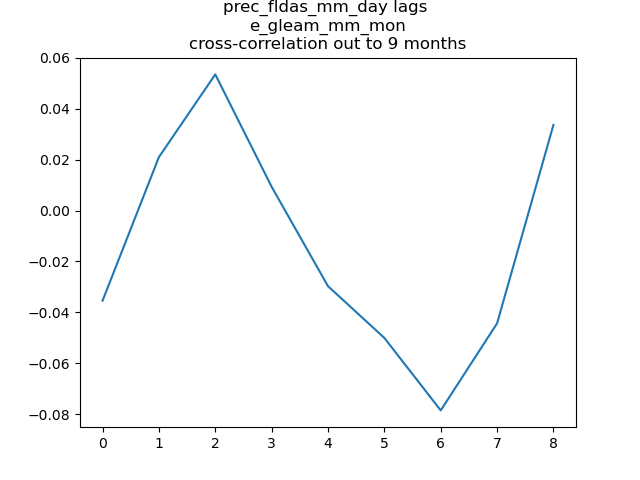 prec_fldas_mm_day lags
e_gleam_mm_mon
cross-correlation out to 9 months
0.06
0.04
0.02
0.00
−0.02
−0.04
−0.06
−0.08
0 1 2 3 4 5 6 7 8